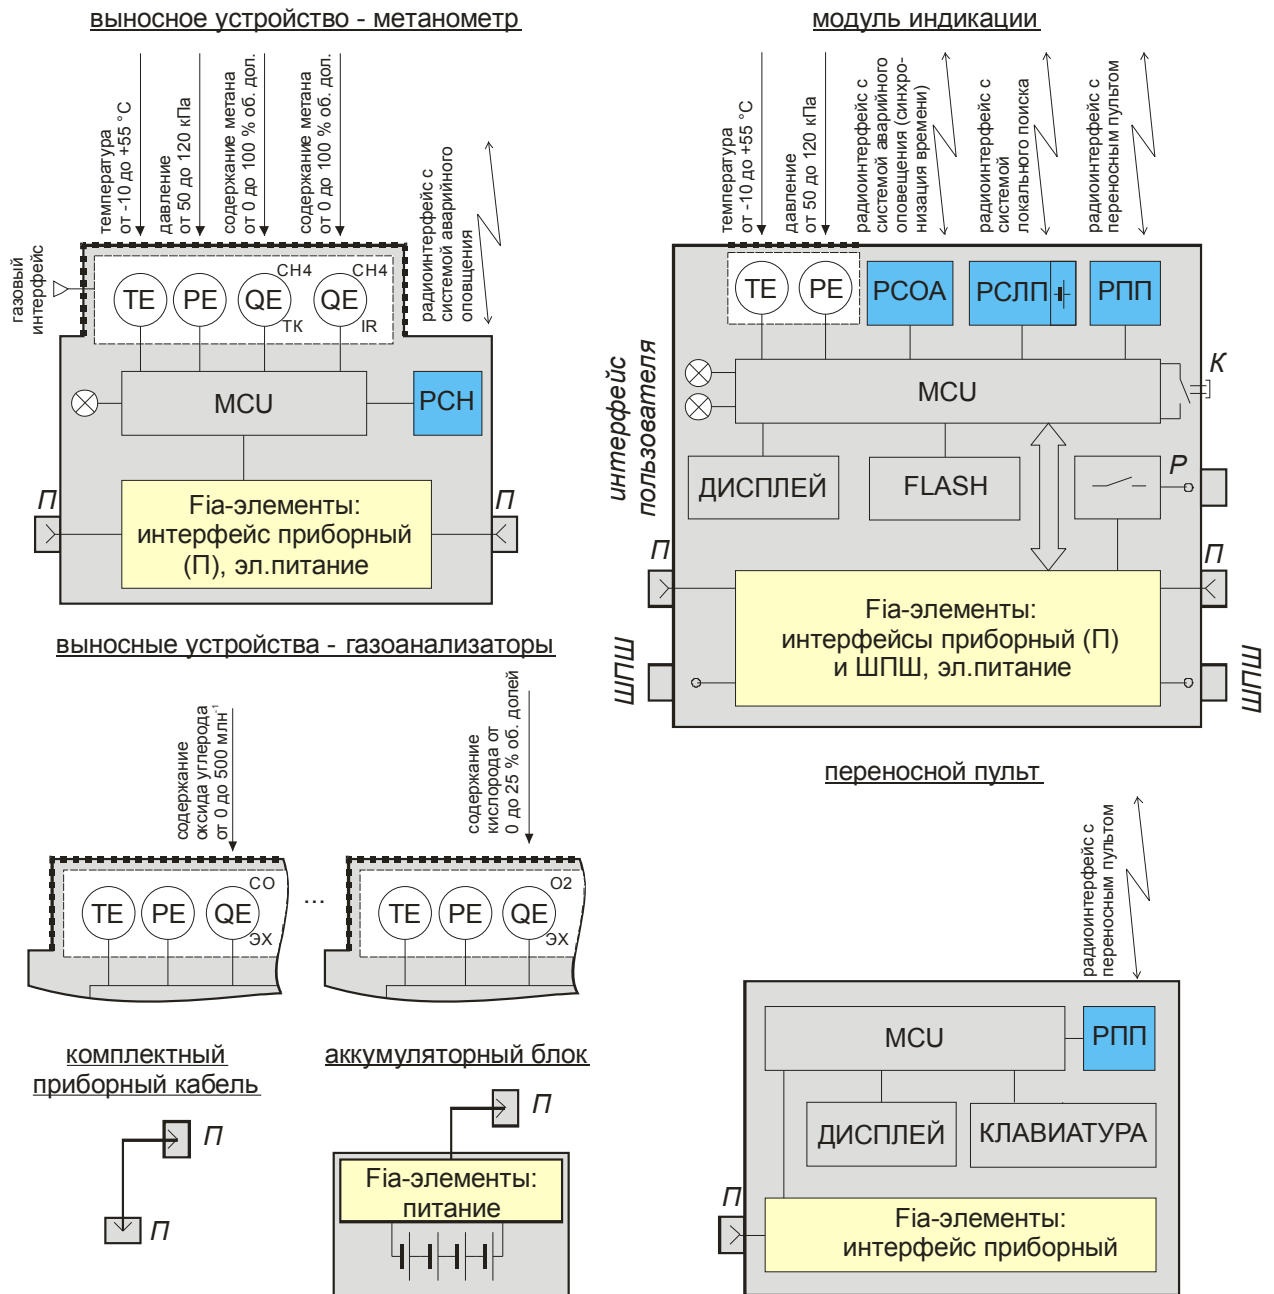 выносное устройство - метанометр
температура
от -10 до +55 °C
давление
от 50 до 120 кПа
содержание метана
от 0 до 100 % об. дол.
содержание метана
от 0 до 100 % об. дол.
радиоинтерфейс с
системой аварийного
оповщения
газовый
интерфейс
TE
PE
QE
CH4
ТК
QE
CH4
IR
MCU
РСН
П
П
Fia-элементы:
интерфейс приборный
(П), эл.питание
модуль индикации
температура
от -10 до +55 °C
давление
от 50 до 120 кПа
радиоинтерфейс с
системой аварийного
оповещения (синхро-
низация времени)
радиоинтерфейс с
системой
локального поиска
радиоинтерфейс с
переносным пультом
TE
PE
РСОА
РСЛП
РПП
интерфейс
пользователя
MCU
К
ДИСПЛЕЙ
FLASH
Р
П
П
Fia-элементы:
интерфейсы приборный (П)
и ШПШ, эл.питание
ШПШ
ШПШ
выносные устройства - газоанализаторы
содержание
оксида углерода
от 0 до 500 млн⁻¹
содержание
кислорода от
0 до 25 % об. долей
TE
PE
QE
CO
ЭХ
...
TE
PE
QE
O2
ЭХ
комплектный
приборный кабель
П
П
аккумуляторный блок
П
Fia-элементы:
питание
переносной пульт
радиоинтерфейс с
переносным пультом
MCU
РПП
ДИСПЛЕЙ
КЛАВИАТУРА
П
Fia-элементы:
интерфейс приборный